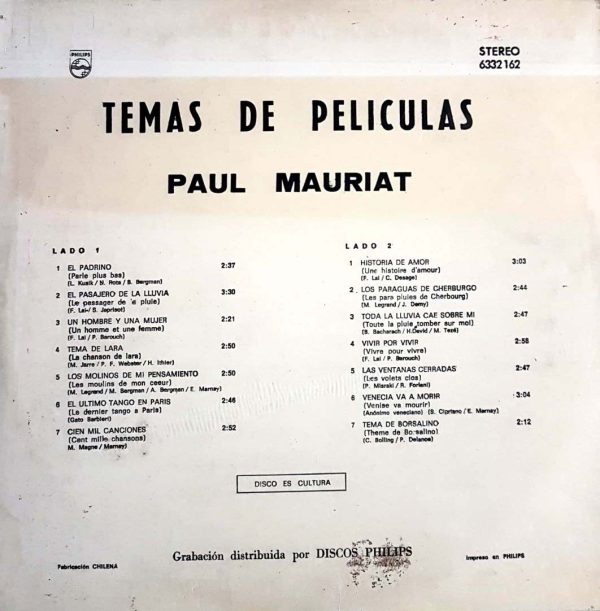 PHILIPS
STEREO
6332162
TEMAS DE PELICULAS
PAUL MAURIAT
LADO 1
1 EL PADRINO 2:37
(Parle plus bas)
(L. Kusik / N. Rota / B. Bergman)
2 EL PASAJERO DE LA LLUVIA 3:30
(Le passager de la pluie)
(F. Lai / S. Japrisot)
3 UN HOMBRE Y UNA MUJER 2:21
(Un homme et une femme)
(F. Lai / P. Barouch)
4 TEMA DE LARA 2:50
(La chanson de lara)
(M. Jarre / P. F. Webster / H. Ithier)
5 LOS MOLINOS DE MI PENSAMIENTO 2:50
(Les moulins de mon coeur)
(M. Legrand / M. Bergman / A. Bergman / E. Marnay)
6 EL ULTIMO TANGO EN PARIS 2:46
(Le dernier tango a Paris)
(Gato Barbieri)
7 CIEN MIL CANCIONES 2:52
(Cent mille chansons)
(M. Magne / Marnay)
LADO 2
1 HISTORIA DE AMOR 3:03
(Une histoire d'amour)
(F. Lai / C. Desage)
2 LOS PARAGUAS DE CHERBURGO 2:44
(Les para pluies de Cherbourg)
(M. Legrand / J. Demy)
3 TODA LA LLUVIA CAE SOBRE MI 2:47
(Toute la pluie tomber sur moi)
(B. Bacharach / H. David / M. Tezé)
4 VIVIR POR VIVIR 2:58
(Vivre pour vivre)
(F. Lai / P. Barouch)
5 LAS VENTANAS CERRADAS 2:47
(Les volets clos)
(P. Misraki / R. Forlani)
6 VENECIA VA A MORIR 3:04
(Venise va mourir)
(Anónimo veneciano) (S. Cipriano / E. Marnay)
7 TEMA DE BORSALINO 2:12
(Theme de Borsalino)
(C. Bolling / P. Delanoe)
DISCO ES CULTURA
Grabación distribuida por DISCOS PHILIPS
Fabricación CHILENA
Impreso en PHILIPS